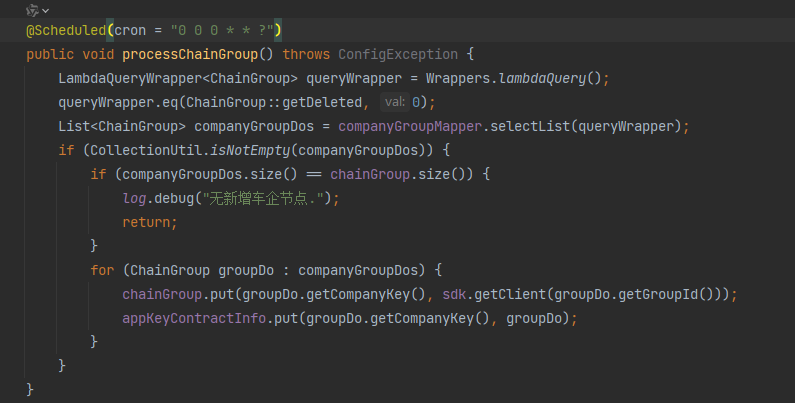 @Scheduled(cron = "0 0 0 * * ?")
public void processChainGroup() throws ConfigException {
    LambdaQueryWrapper<ChainGroup> queryWrapper = Wrappers.lambdaQuery();
    queryWrapper.eq(ChainGroup::getDeleted, val: 0);
    List<ChainGroup> companyGroupDos = companyGroupMapper.selectList(queryWrapper);
    if (CollectionUtil.isNotEmpty(companyGroupDos)) {
        if (companyGroupDos.size() == chainGroup.size()) {
            log.debug("无新增车企节点.");
            return;
        }
        for (ChainGroup groupDo : companyGroupDos) {
            chainGroup.put(groupDo.getCompanyKey(), sdk.getClient(groupDo.getGroupId()));
            appKeyContractInfo.put(groupDo.getCompanyKey(), groupDo);
        }
    }
}